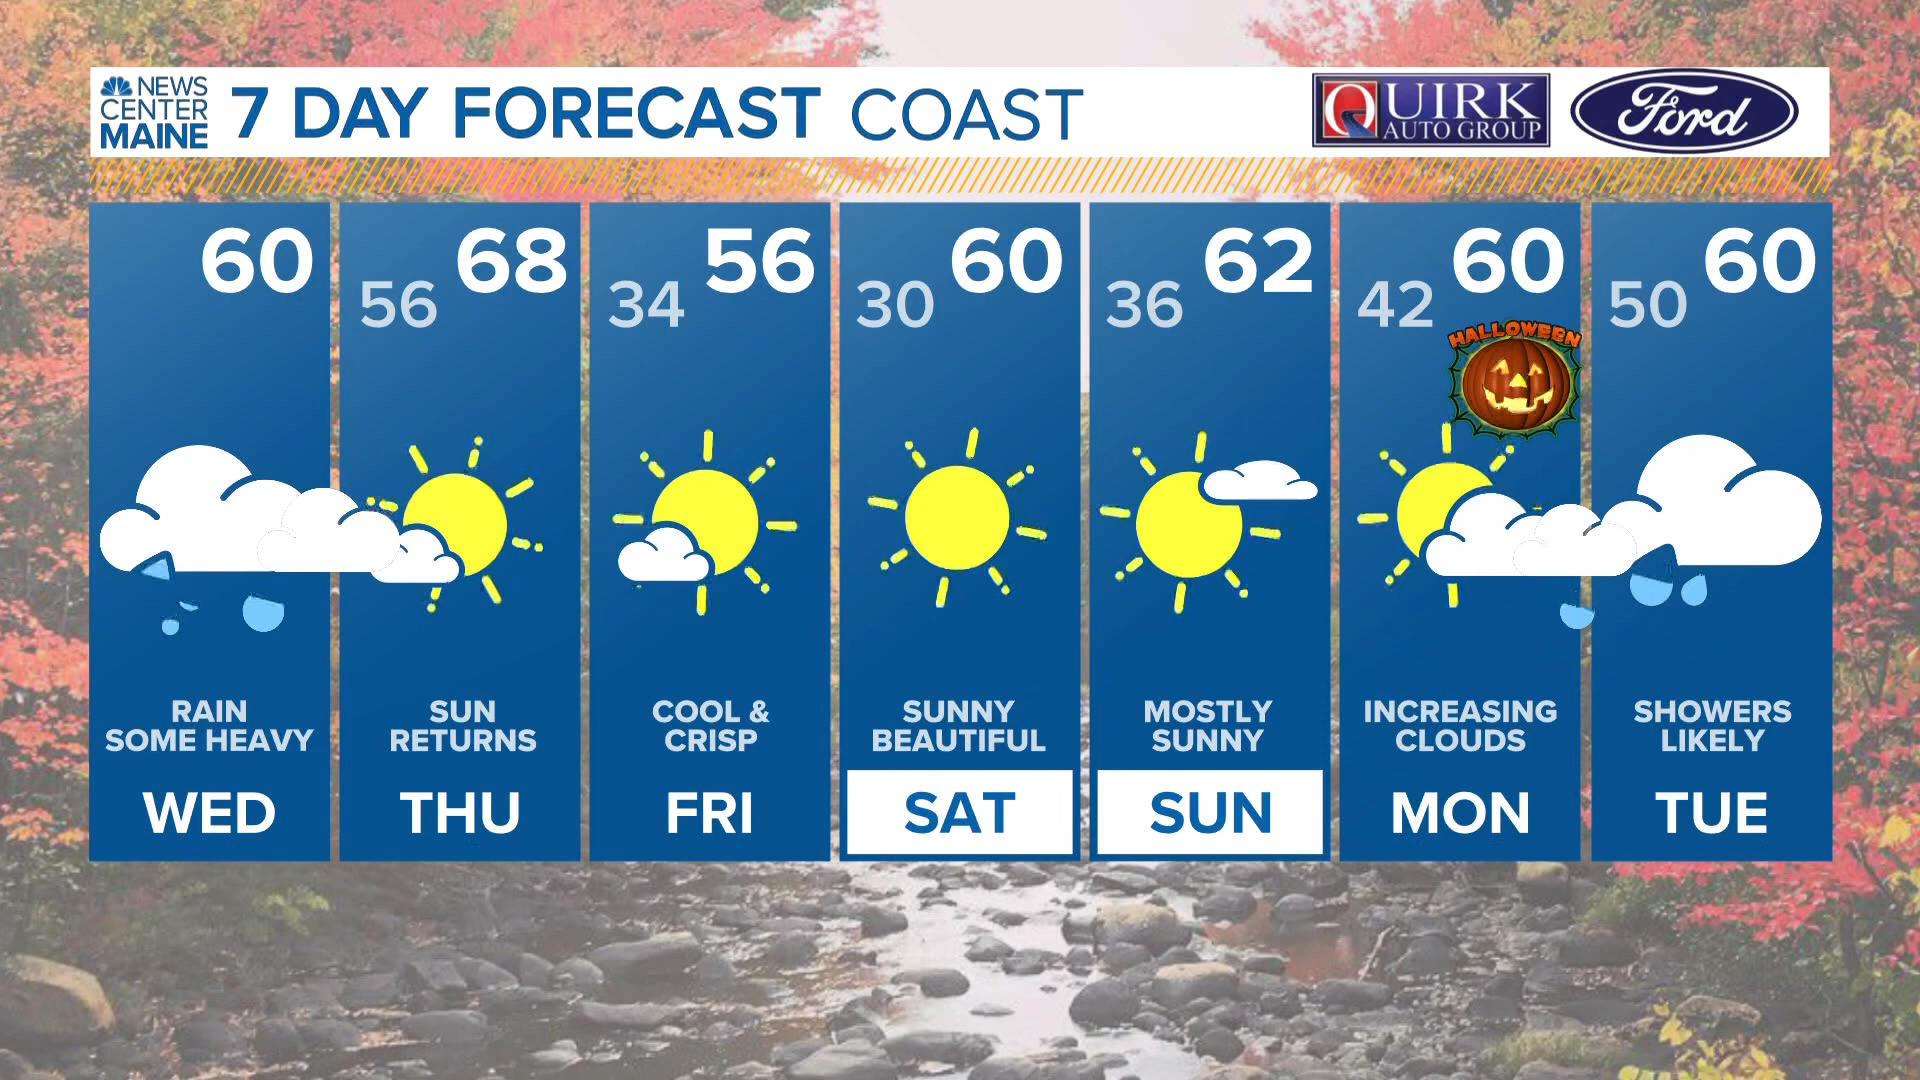 NEWS
CENTER
MAINE
7 DAY FORECAST COAST
QUIRK
AUTO GROUP
Ford
60
RAIN
SOME HEAVY
WED
56 68
SUN
RETURNS
THU
34 56
COOL &
CRISP
FRI
30 60
SUNNY
BEAUTIFUL
SAT
36 62
MOSTLY
SUNNY
SUN
42 60
HALLOWEEN
INCREASING
CLOUDS
MON
50 60
SHOWERS
LIKELY
TUE